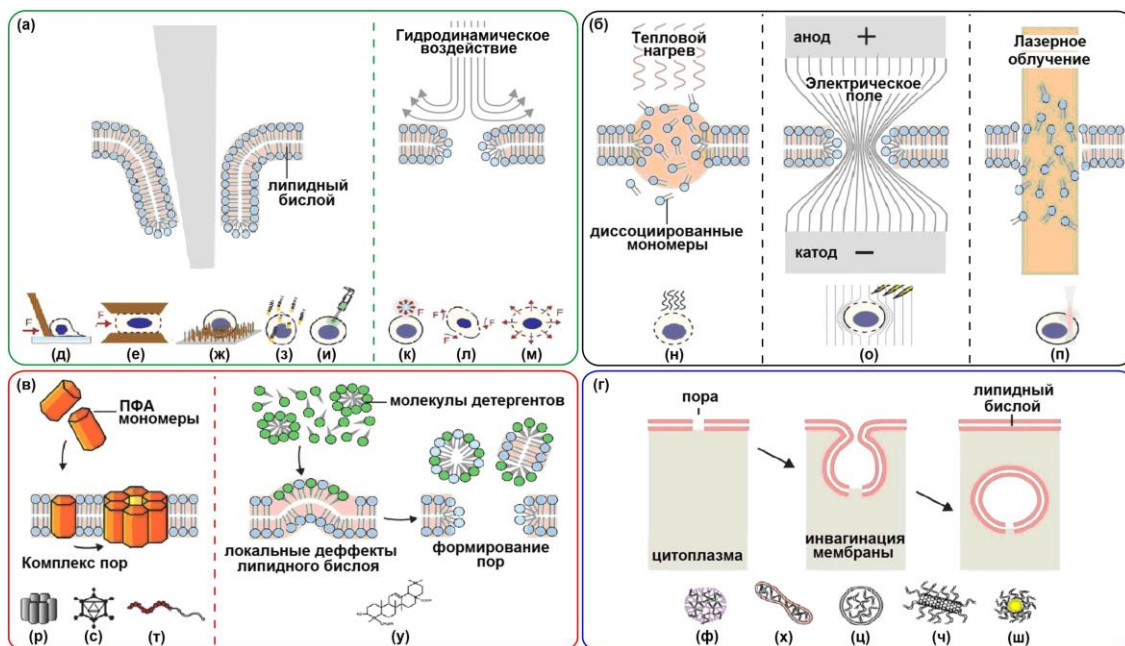 (а)
Гидродинамическое
воздействие
липидный
бислой
F
F
F
F
F
F
(д)
(е)
(ж)
(з)
(и)
(к)
(л)
(м)
(б)
Тепловой
нагрев
диссоциированные
мономеры
анод +
Электрическое
поле
катод −
Лазерное
облучение
(н)
(о)
(п)
(в)
ПФА
мономеры
Комплекс пор
молекулы детергентов
локальные деффекты
липидного бислоя
формирование
пор
(р)
(с)
(т)
(у)
(г)
пора
цитоплазма
инвагинация
мембраны
липидный
бислой
(ф)
(х)
(ц)
(ч)
(ш)